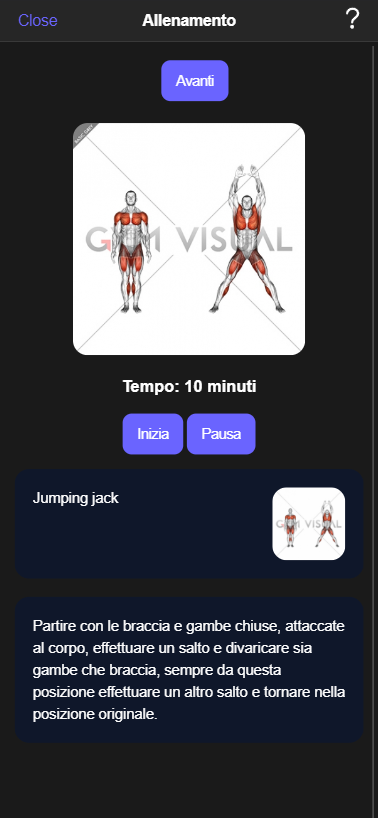 Close
Allenamento
?
Avanti
GYM VISUAL
Tempo: 10 minuti
Inizia
Pausa
Jumping jack
GYM VISUAL
Partire con le braccia e gambe chiuse, attaccate
al corpo, effettuare un salto e divaricare sia
gambe che braccia, sempre da questa
posizione effettuare un altro salto e tornare nella
posizione originale.